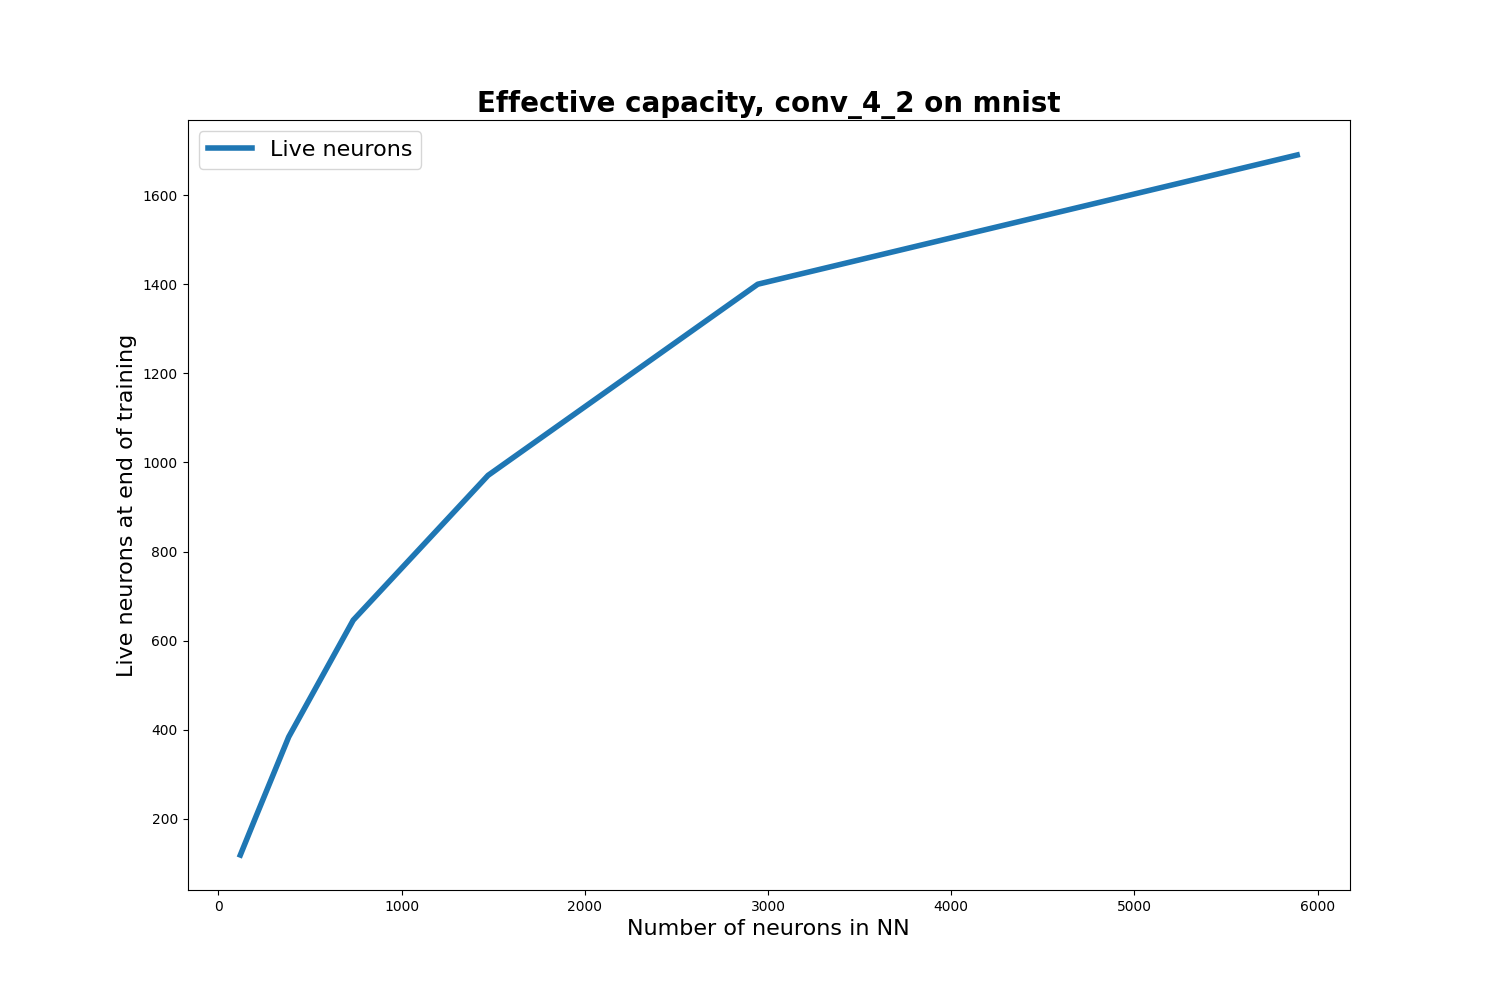 Effective capacity, conv_4_2 on mnist
Live neurons
Live neurons at end of training
1600
1400
1200
1000
800
600
400
200
0 1000 2000 3000 4000 5000 6000
Number of neurons in NN